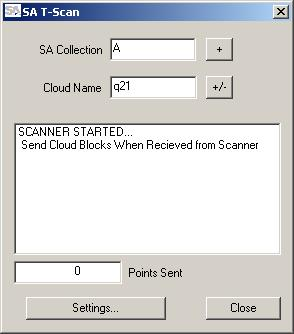 SA T-Scan
SA Collection A +
Cloud Name q21 +/-
SCANNER STARTED...
Send Cloud Blocks When Recieved from Scanner
0 Points Sent
Settings... Close